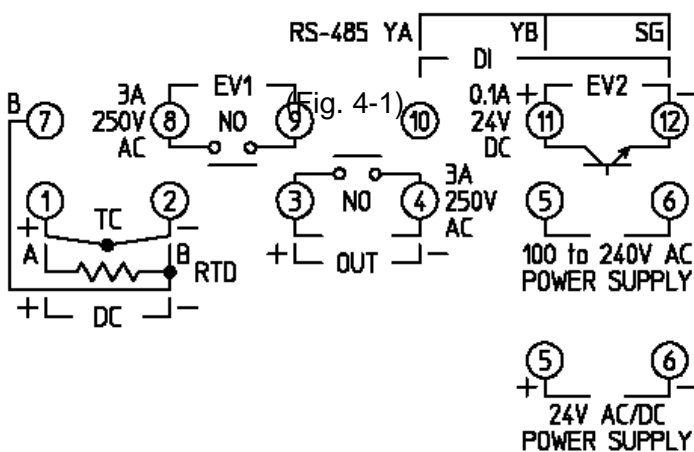 RS-485 YA YB SG
DI
EV1
EV2
(Fig. 4-1)
B
7
3A
250V
AC
8
NO
9
10
0.1A
24V
DC
+
11
−
12
1
2
TC
+
−
A
B
RTD
+
DC
−
3
NO
4
3A
250V
AC
+
OUT
−
5
6
100 to 240V AC
POWER SUPPLY
5
6
+
−
24V AC/DC
POWER SUPPLY